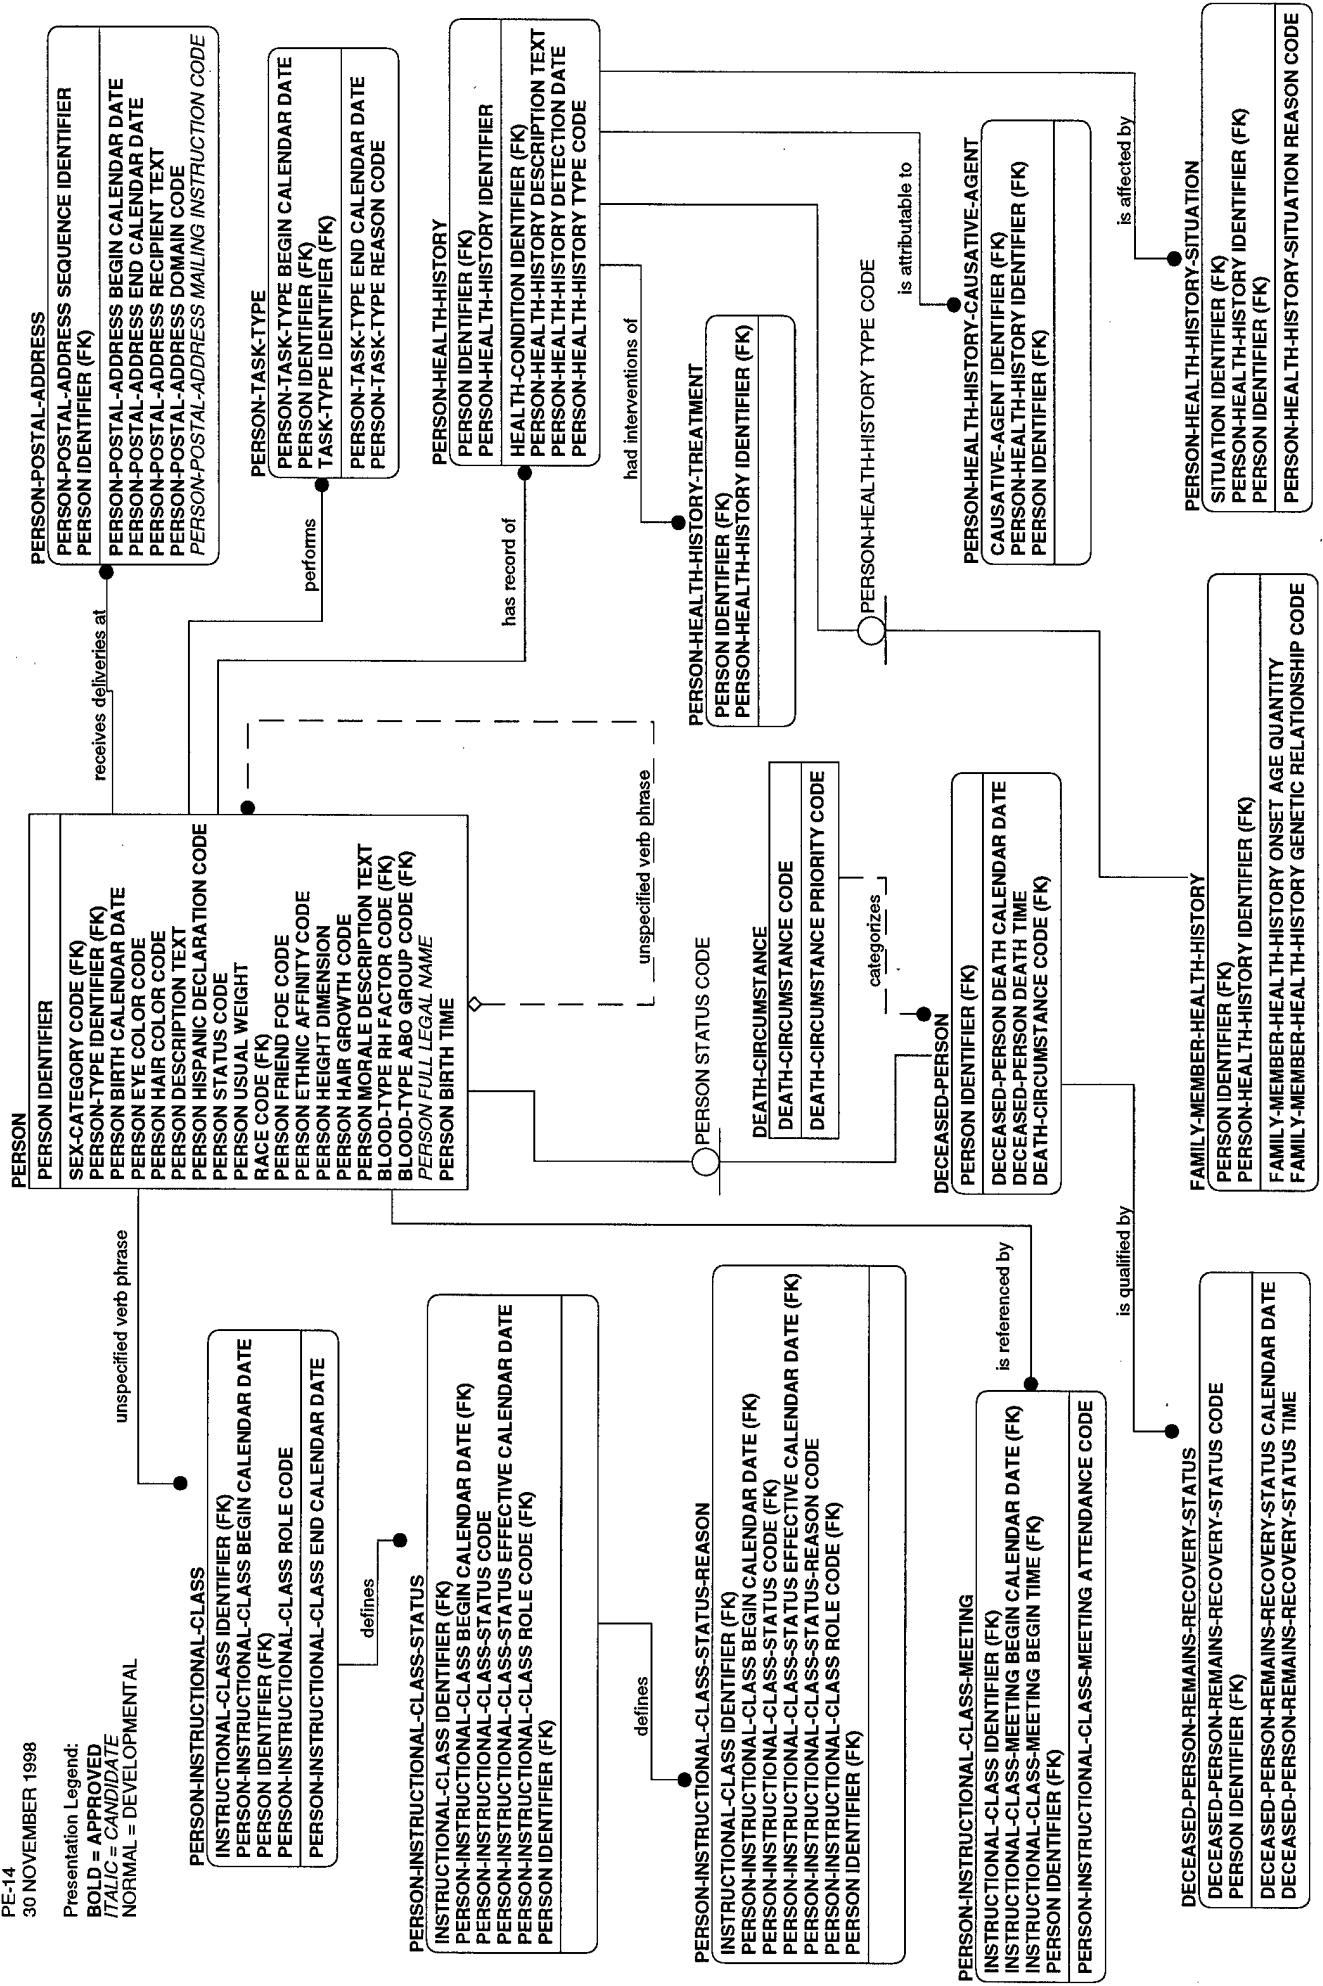 PE-14
30 NOVEMBER 1998
Presentation Legend:
BOLD = APPROVED
ITALIC = CANDIDATE
NORMAL = DEVELOPMENTAL
PERSON
PERSON IDENTIFIER
SEX-CATEGORY CODE (FK)
PERSON-TYPE IDENTIFIER (FK)
PERSON BIRTH CALENDAR DATE
PERSON EYE COLOR CODE
PERSON HAIR COLOR CODE
PERSON DESCRIPTION TEXT
PERSON HISPANIC DECLARATION CODE
PERSON STATUS CODE
PERSON USUAL WEIGHT
RACE CODE (FK)
PERSON FRIEND FOE CODE
PERSON ETHNIC AFFINITY CODE
PERSON HEIGHT DIMENSION
PERSON HAIR GROWTH CODE
PERSON MORALE DESCRIPTION TEXT
BLOOD-TYPE RH FACTOR CODE (FK)
BLOOD-TYPE ABO GROUP CODE (FK)
PERSON FULL LEGAL NAME
PERSON BIRTH TIME
receives deliveries at
PERSON-POSTAL-ADDRESS
PERSON-POSTAL-ADDRESS SEQUENCE IDENTIFIER
PERSON IDENTIFIER (FK)
PERSON-POSTAL-ADDRESS BEGIN CALENDAR DATE
PERSON-POSTAL-ADDRESS END CALENDAR DATE
PERSON-POSTAL-ADDRESS RECIPIENT TEXT
PERSON-POSTAL-ADDRESS DOMAIN CODE
PERSON-POSTAL-ADDRESS MAILING INSTRUCTION CODE
unspecified verb phrase
PERSON-INSTRUCTIONAL-CLASS
INSTRUCTIONAL-CLASS IDENTIFIER (FK)
PERSON-INSTRUCTIONAL-CLASS BEGIN CALENDAR DATE
PERSON IDENTIFIER (FK)
PERSON-INSTRUCTIONAL-CLASS ROLE CODE
PERSON-INSTRUCTIONAL-CLASS END CALENDAR DATE
performs
PERSON-TASK-TYPE
PERSON-TASK-TYPE BEGIN CALENDAR DATE
PERSON IDENTIFIER (FK)
TASK-TYPE IDENTIFIER (FK)
PERSON-TASK-TYPE END CALENDAR DATE
PERSON-TASK-TYPE REASON CODE
defines
PERSON-INSTRUCTIONAL-CLASS-STATUS
INSTRUCTIONAL-CLASS IDENTIFIER (FK)
PERSON-INSTRUCTIONAL-CLASS BEGIN CALENDAR DATE (FK)
PERSON-INSTRUCTIONAL-CLASS-STATUS CODE
PERSON-INSTRUCTIONAL-CLASS-STATUS EFFECTIVE CALENDAR DATE
PERSON-INSTRUCTIONAL-CLASS ROLE CODE (FK)
PERSON IDENTIFIER (FK)
has record of
PERSON-HEALTH-HISTORY
PERSON IDENTIFIER (FK)
PERSON-HEALTH-HISTORY IDENTIFIER
HEALTH-CONDITION IDENTIFIER (FK)
PERSON-HEALTH-HISTORY DESCRIPTION TEXT
PERSON-HEALTH-HISTORY DETECTION DATE
PERSON-HEALTH-HISTORY TYPE CODE
unspecified verb phrase
defines
PERSON-INSTRUCTIONAL-CLASS-STATUS-REASON
INSTRUCTIONAL-CLASS IDENTIFIER (FK)
PERSON-INSTRUCTIONAL-CLASS BEGIN CALENDAR DATE (FK)
PERSON-INSTRUCTIONAL-CLASS-STATUS CODE (FK)
PERSON-INSTRUCTIONAL-CLASS-STATUS EFFECTIVE CALENDAR DATE (FK)
PERSON-INSTRUCTIONAL-CLASS-STATUS-REASON CODE
PERSON-INSTRUCTIONAL-CLASS ROLE CODE (FK)
PERSON IDENTIFIER (FK)
PERSON STATUS CODE
had interventions of
PERSON-HEALTH-HISTORY-TREATMENT
PERSON IDENTIFIER (FK)
PERSON-HEALTH-HISTORY IDENTIFIER (FK)
DEATH-CIRCUMSTANCE
DEATH-CIRCUMSTANCE CODE
DEATH-CIRCUMSTANCE PRIORITY CODE
categorizes
PERSON-HEALTH-HISTORY TYPE CODE
is attributable to
PERSON-HEALTH-HISTORY-CAUSATIVE-AGENT
CAUSATIVE-AGENT IDENTIFIER (FK)
PERSON-HEALTH-HISTORY IDENTIFIER (FK)
PERSON IDENTIFIER (FK)
DECEASED-PERSON
PERSON IDENTIFIER (FK)
DECEASED-PERSON DEATH CALENDAR DATE
DECEASED-PERSON DEATH TIME
DEATH-CIRCUMSTANCE CODE (FK)
is referenced by
PERSON-INSTRUCTIONAL-CLASS-MEETING
INSTRUCTIONAL-CLASS IDENTIFIER (FK)
INSTRUCTIONAL-CLASS-MEETING BEGIN CALENDAR DATE (FK)
INSTRUCTIONAL-CLASS-MEETING BEGIN TIME (FK)
PERSON IDENTIFIER (FK)
PERSON-INSTRUCTIONAL-CLASS-MEETING ATTENDANCE CODE
is qualified by
DECEASED-PERSON-REMAINS-RECOVERY-STATUS
DECEASED-PERSON-REMAINS-RECOVERY-STATUS CODE
PERSON IDENTIFIER (FK)
DECEASED-PERSON-REMAINS-RECOVERY-STATUS CALENDAR DATE
DECEASED-PERSON-REMAINS-RECOVERY-STATUS TIME
FAMILY-MEMBER-HEALTH-HISTORY
PERSON IDENTIFIER (FK)
PERSON-HEALTH-HISTORY IDENTIFIER (FK)
FAMILY-MEMBER-HEALTH-HISTORY ONSET AGE QUANTITY
FAMILY-MEMBER-HEALTH-HISTORY GENETIC RELATIONSHIP CODE
is affected by
PERSON-HEALTH-HISTORY-SITUATION
SITUATION IDENTIFIER (FK)
PERSON-HEALTH-HISTORY IDENTIFIER (FK)
PERSON IDENTIFIER (FK)
PERSON-HEALTH-HISTORY-SITUATION REASON CODE